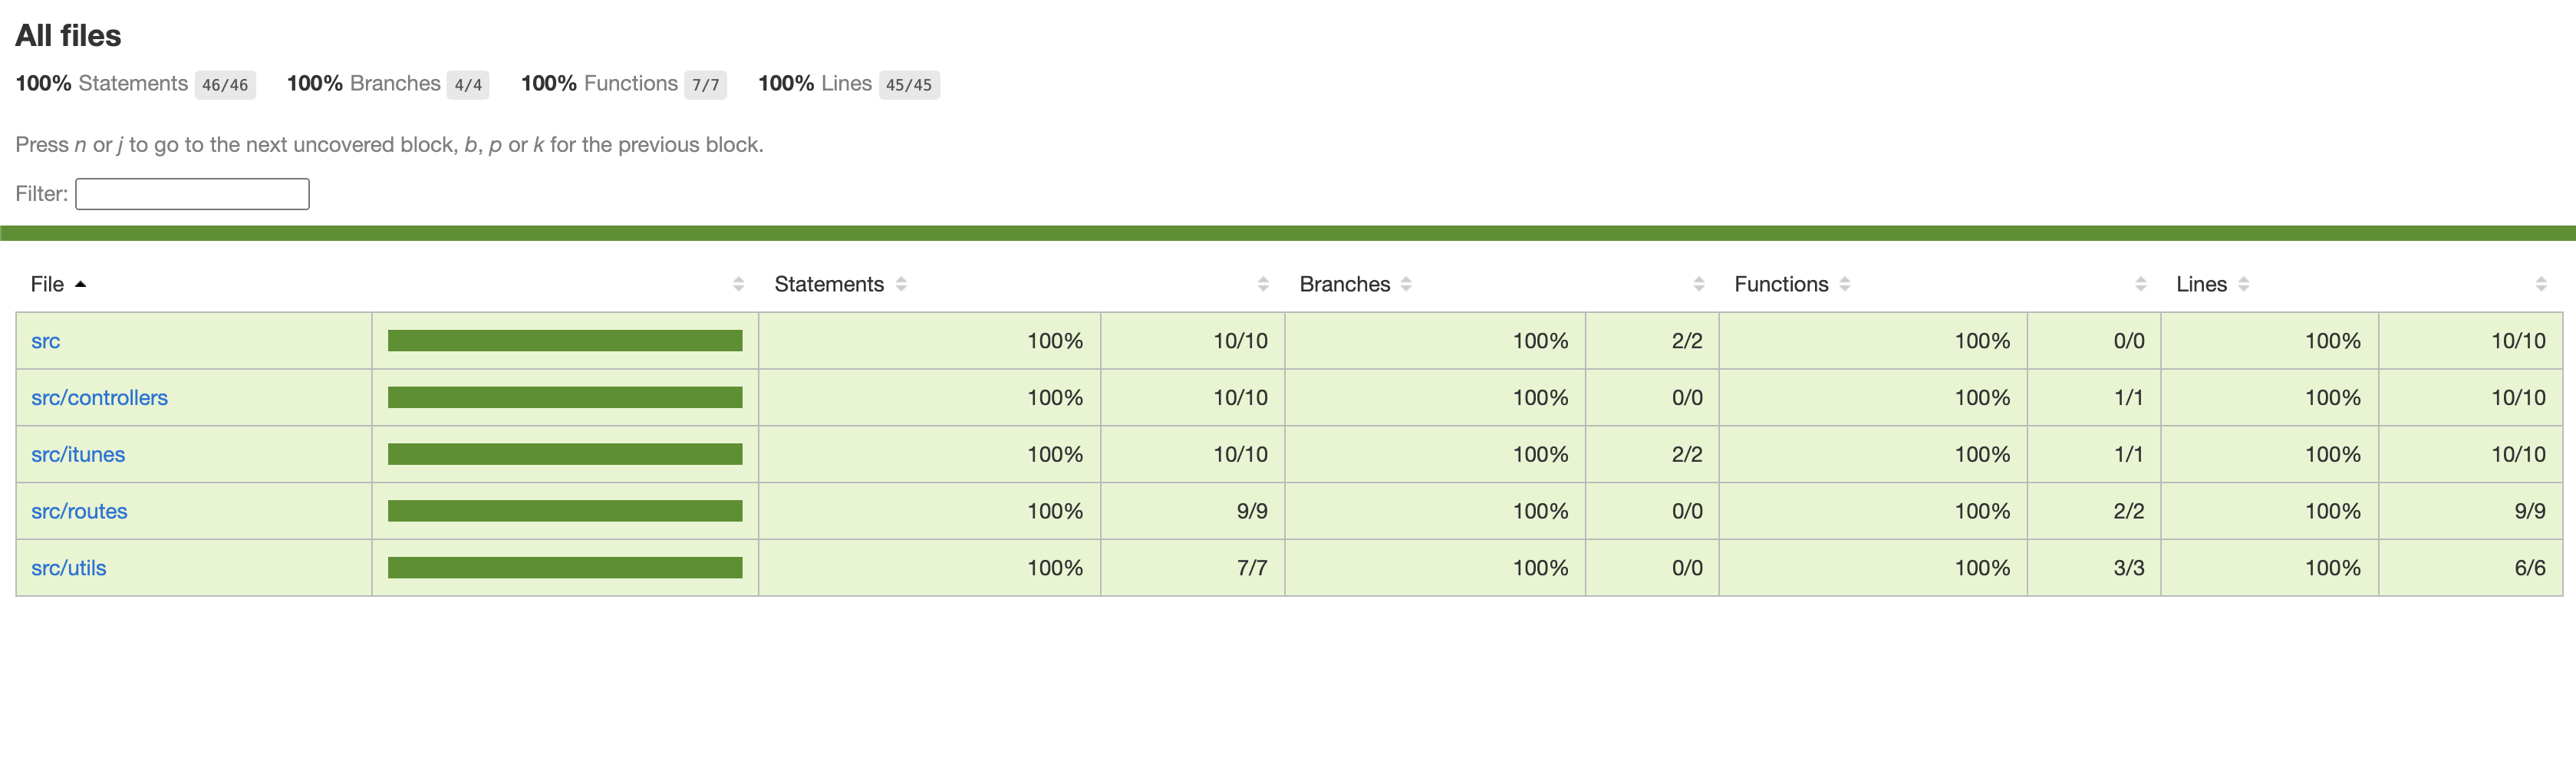 All files
100% Statements 46/46 100% Branches 4/4 100% Functions 7/7 100% Lines 45/45
Press n or j to go to the next uncovered block, b, p or k for the previous block.
Filter:
File Statements Branches Functions Lines
src 100% 10/10 100% 2/2 100% 0/0 100% 10/10
src/controllers 100% 10/10 100% 0/0 100% 1/1 100% 10/10
src/itunes 100% 10/10 100% 2/2 100% 1/1 100% 10/10
src/routes 100% 9/9 100% 0/0 100% 2/2 100% 9/9
src/utils 100% 7/7 100% 0/0 100% 3/3 100% 6/6